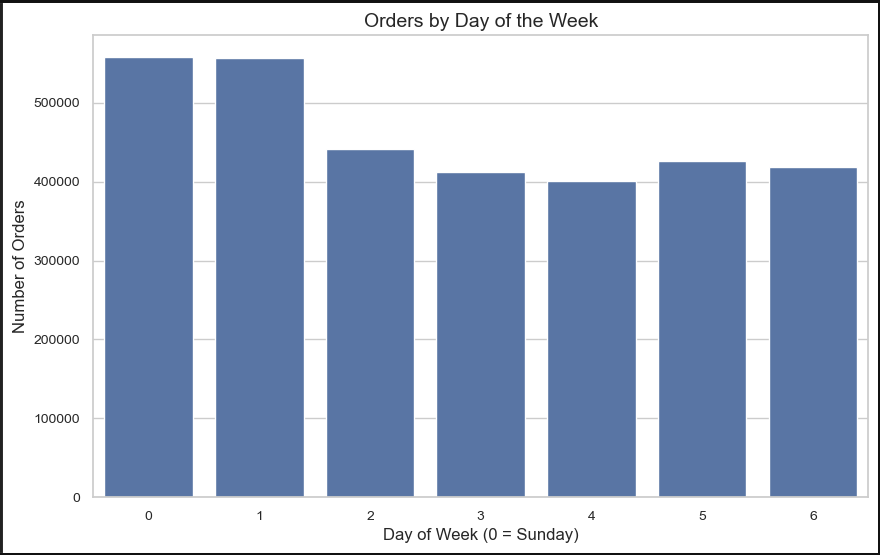 Orders by Day of the Week
Number of Orders
500000
400000
300000
200000
100000
0
0 1 2 3 4 5 6
Day of Week (0 = Sunday)